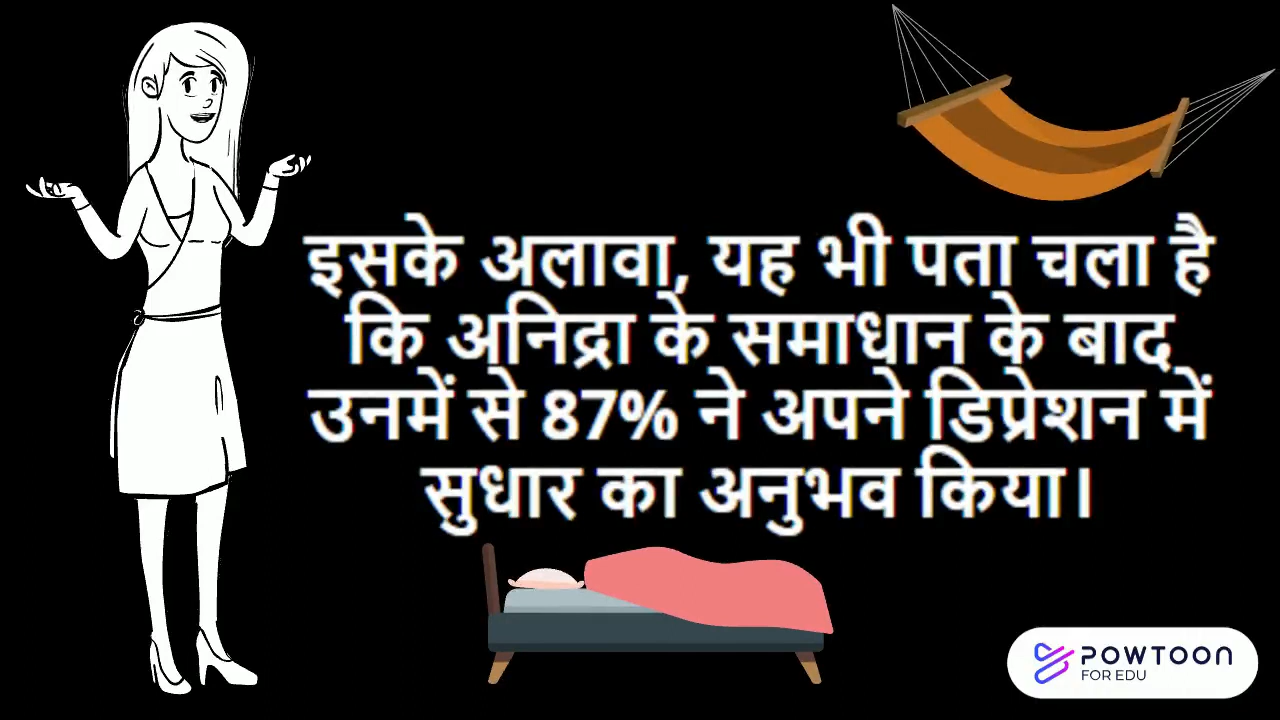 इसके अलावा, यह भी पता चला है
कि अनिद्रा के समाधान के बाद
उनमें से 87% ने अपने डिप्रेशन में
सुधार का अनुभव किया।
POWTOON
FOR EDU